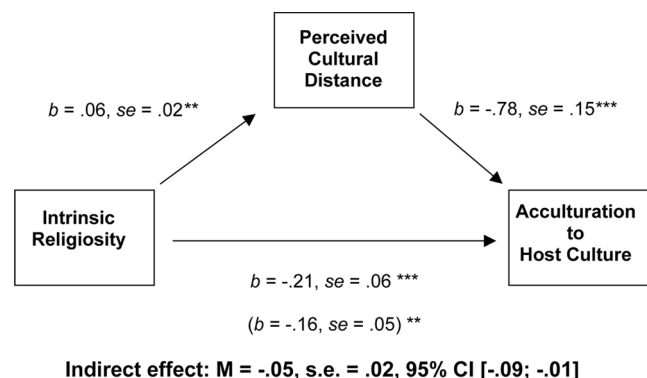 Perceived
Cultural
Distance
b = .06, se = .02**
b = -.78, se = .15***
Intrinsic
Religiosity
Acculturation
to
Host Culture
b = -.21, se = .06 ***
(b = -.16, se = .05) **
Indirect effect: M = -.05, s.e. = .02, 95% CI [-.09; -.01]